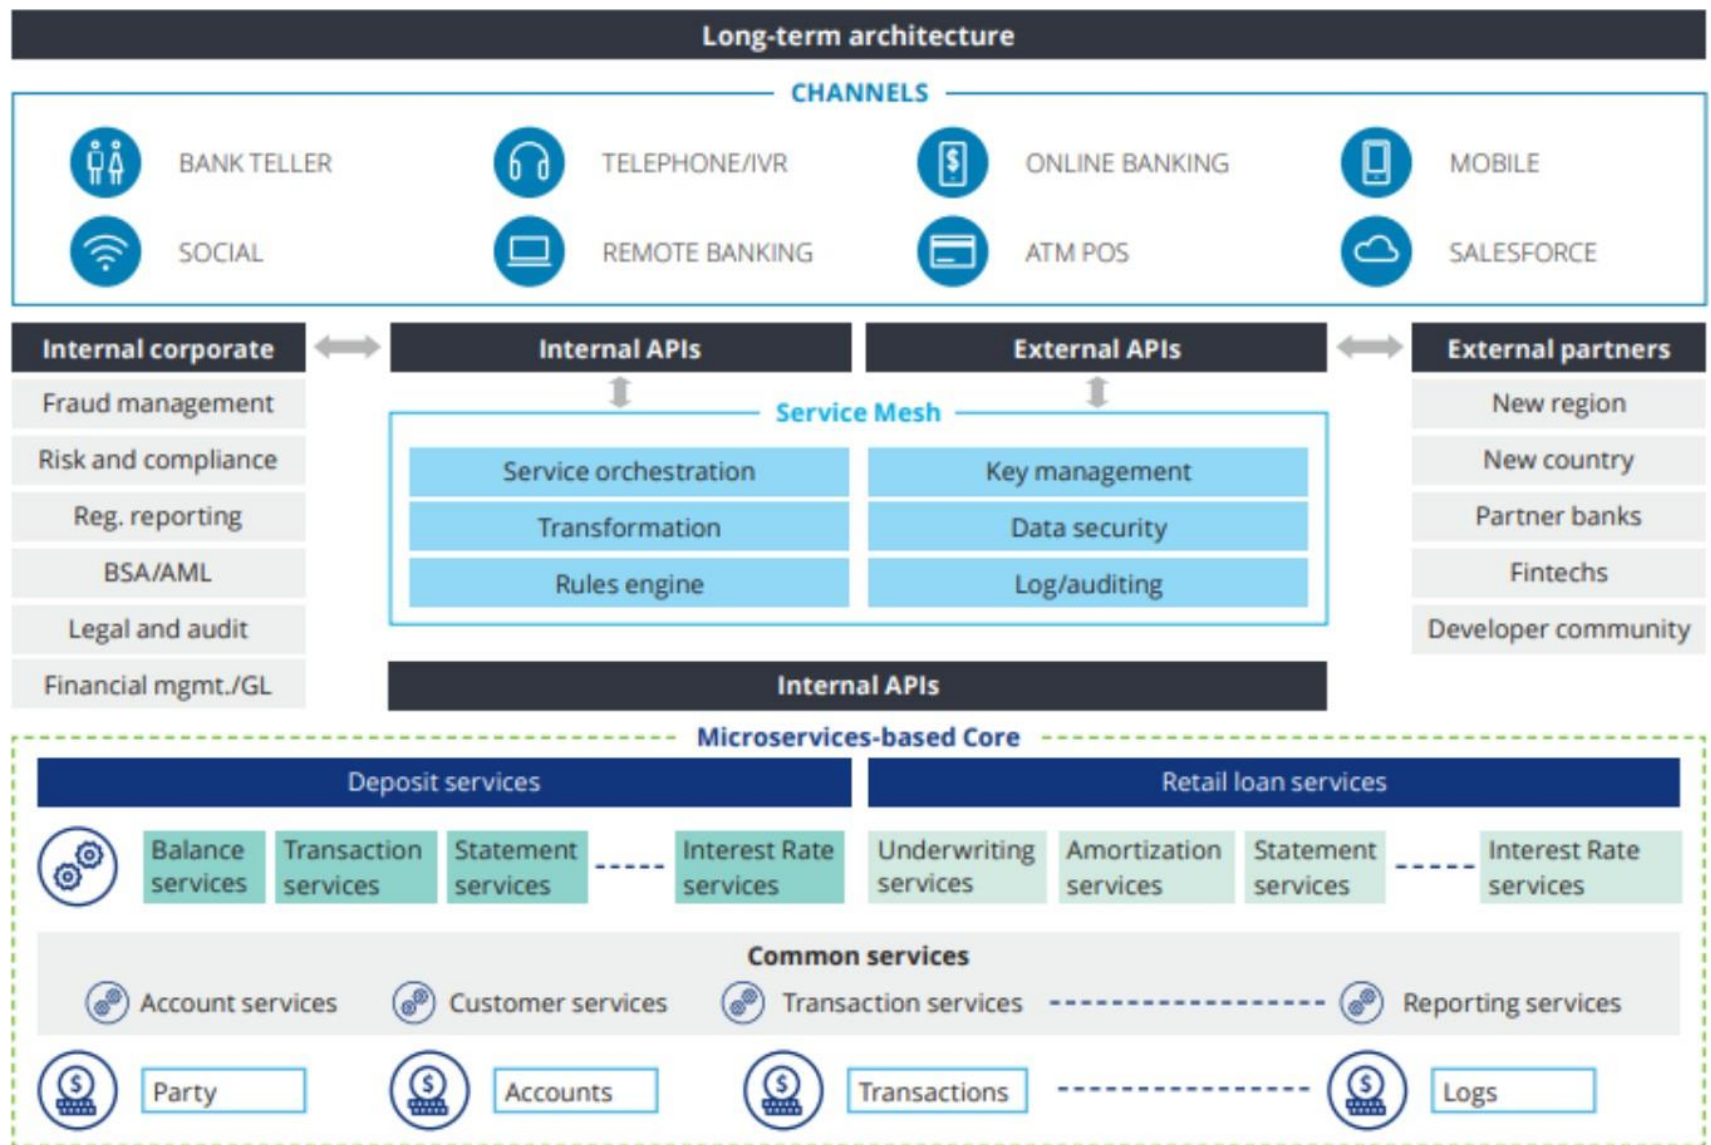 Long-term architecture
CHANNELS
BANK TELLER
TELEPHONE/IVR
ONLINE BANKING
MOBILE
SOCIAL
REMOTE BANKING
ATM POS
SALESFORCE
Internal corporate
Fraud management
Risk and compliance
Reg. reporting
BSA/AML
Legal and audit
Financial mgmt./GL
Internal APIs
External APIs
Service Mesh
Service orchestration
Key management
Transformation
Data security
Rules engine
Log/auditing
External partners
New region
New country
Partner banks
Fintechs
Developer community
Internal APIs
Microservices-based Core
Deposit services
Balance
services
Transaction
services
Statement
services
Interest Rate
services
Retail loan services
Underwriting
services
Amortization
services
Statement
services
Interest Rate
services
Common services
Account services
Customer services
Transaction services
Reporting services
$
Party
$
Accounts
$
Transactions
$
Logs